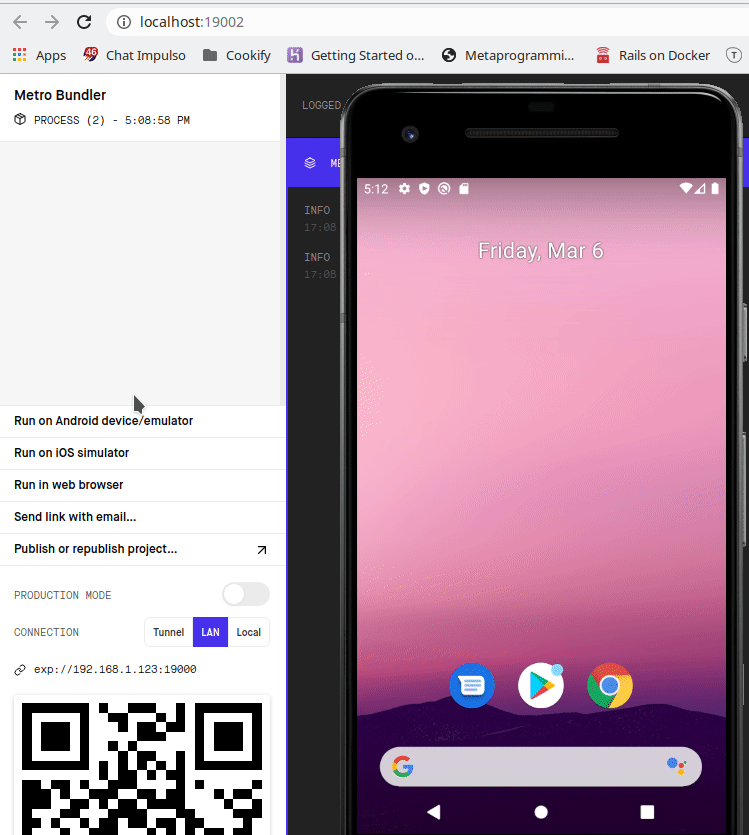 localhost:19002
Apps
46
Chat Impulso
Cookify
Getting Started o...
Metaprogrammi...
Rails on Docker
T
Metro Bundler
PROCESS (2) - 5:08:58 PM
Run on Android device/emulator
Run on iOS simulator
Run in web browser
Send link with email...
Publish or republish project...
PRODUCTION MODE
CONNECTION
Tunnel
LAN
Local
exp://192.168.1.123:19000
LOGGED
ME
INFO
17:08
INFO
17:08
5:12
Friday, Mar 6